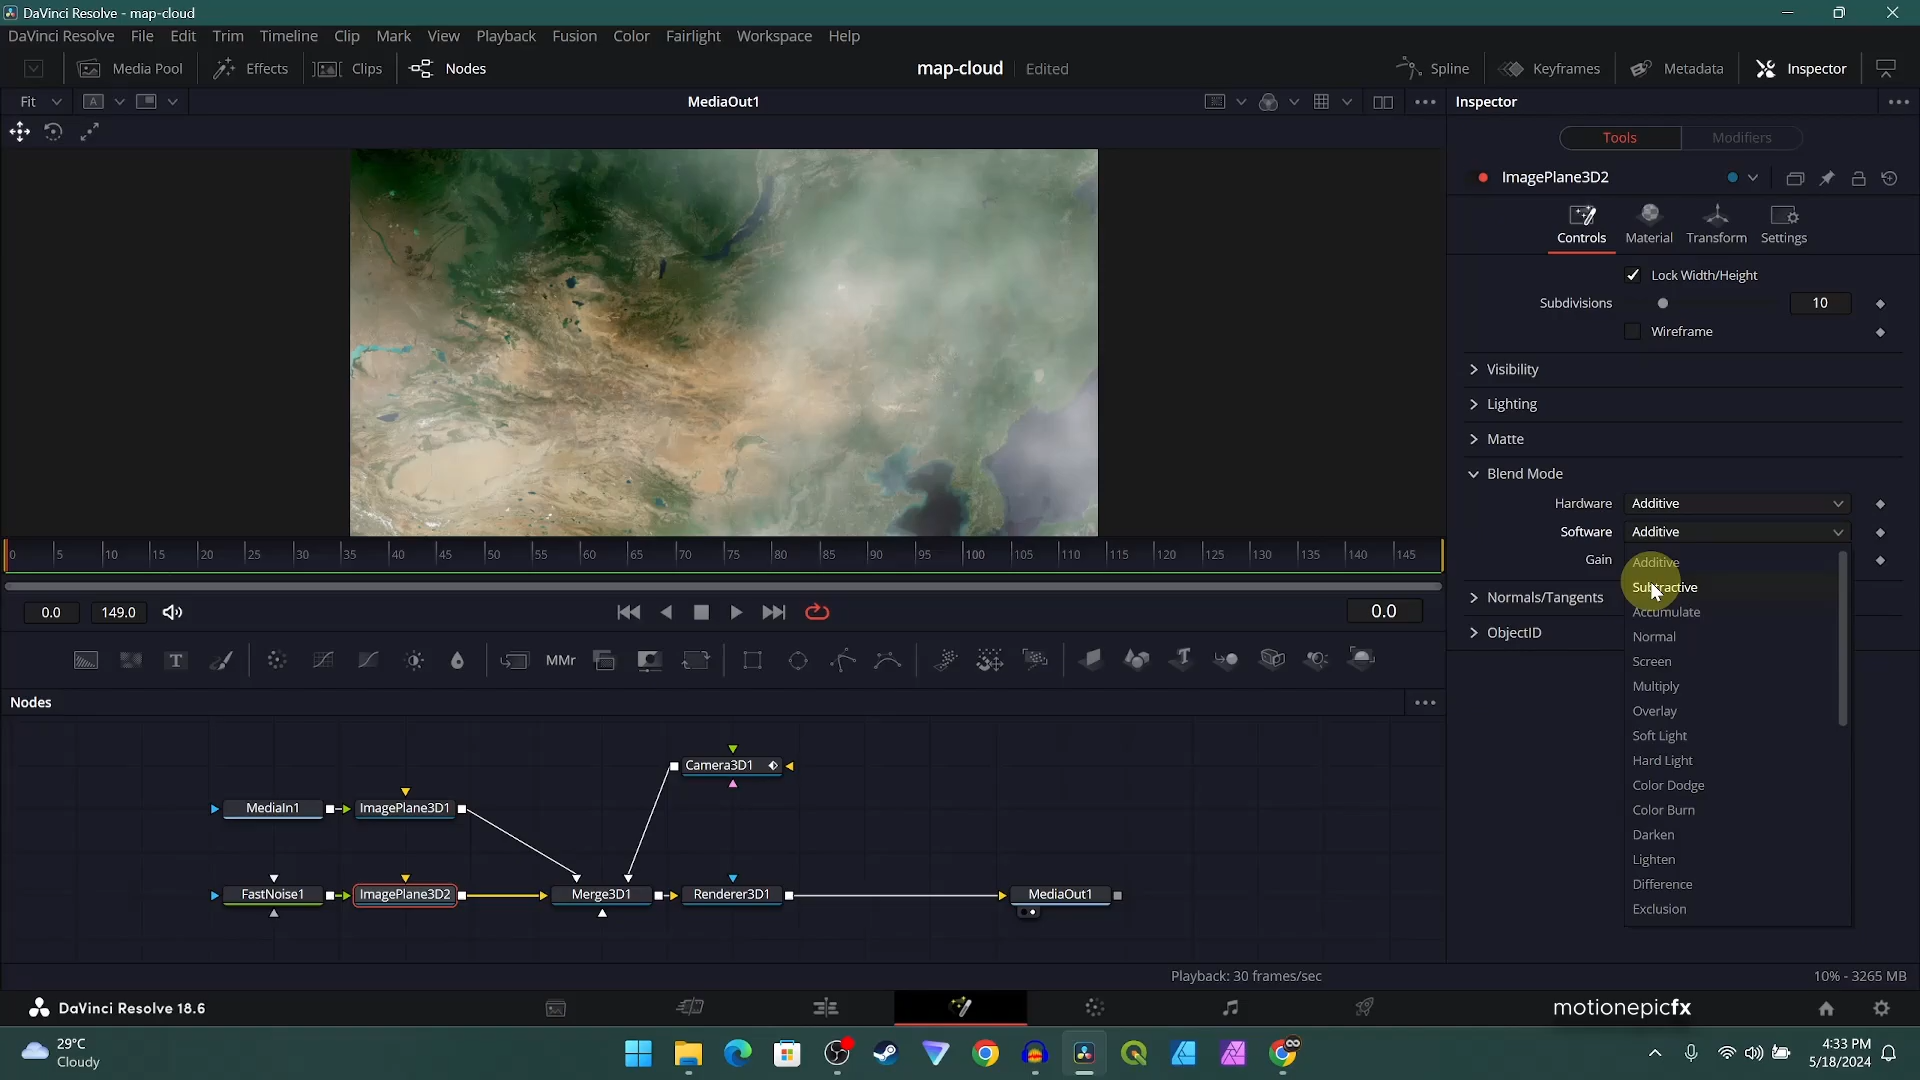 DaVinci Resolve - map-cloud
DaVinci Resolve File Edit Trim Timeline Clip Mark View Playback Fusion Color Fairlight Workspace Help
Media Pool Effects Clips Nodes map-cloud Edited Spline Keyframes Metadata Inspector
Fit A MediaOut1 Inspector
Tools Modifiers
ImagePlane3D2
Controls Material Transform Settings
Lock Width/Height
Subdivisions 10
Wireframe
Visibility
Lighting
Matte
Blend Mode
Hardware Additive
Software Additive
Gain
Additive
Subtractive
Accumulate
Normal
Screen
Multiply
Overlay
Soft Light
Hard Light
Color Dodge
Color Burn
Darken
Lighten
Difference
Exclusion
Normals/Tangents
ObjectID
0 5 10 15 20 25 30 35 40 45 50 55 60 65 70 75 80 85 90 95 100 105 110 115 120 125 130 135 140 145
0.0 149.0 0.0
T MMr T
Nodes
Camera3D1
MediaIn1 ImagePlane3D1
FastNoise1 ImagePlane3D2 Merge3D1 Renderer3D1 MediaOut1
Playback: 30 frames/sec 10% - 3265 MB
DaVinci Resolve 18.6 motionepicfx
29°C
Cloudy
4:33 PM
5/18/2024